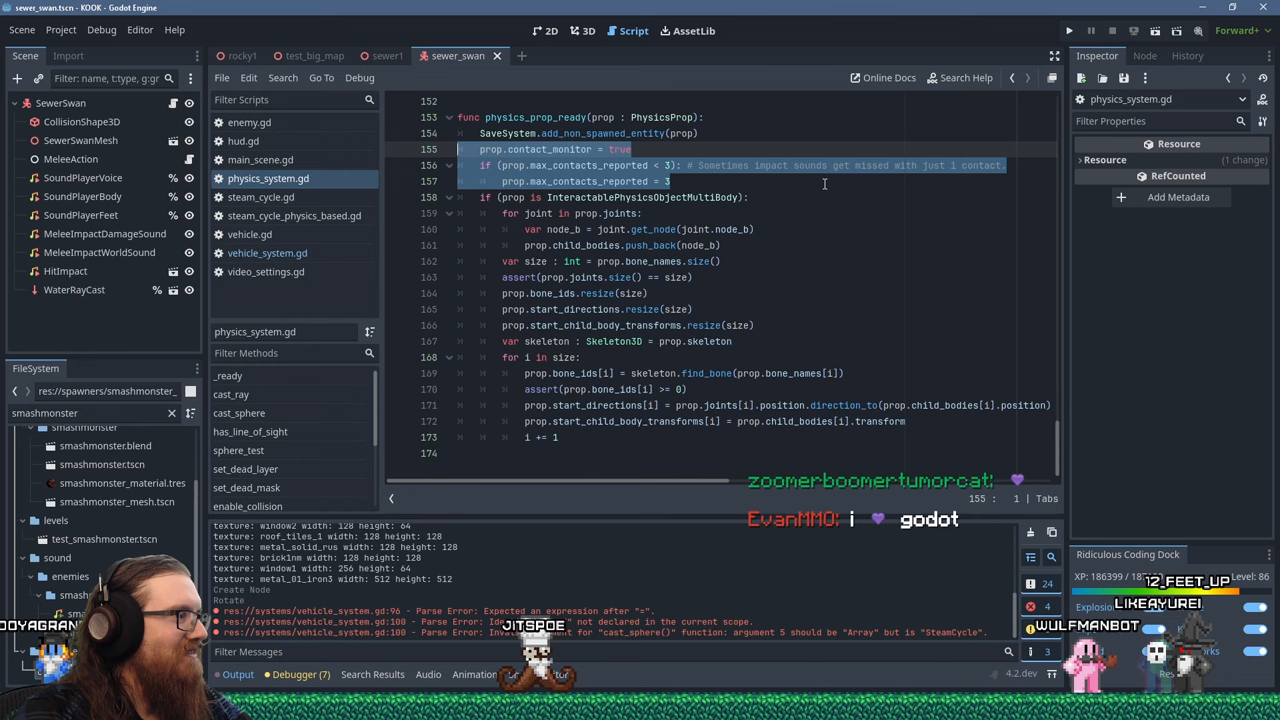 sewer_swan.tscn - KOOK - Godot Engine
Scene Project Debug Editor Help
2D 3D Script AssetLib
Forward+
Scene Import
rocky1 test_big_map sewer1 sewer_swan
Inspector Node History
Filter: name, t:type, g:gr
File Edit Search Go To Debug
Online Docs Search Help
SewerSwan
CollisionShape3D
SewerSwanMesh
MeleeAction
SoundPlayerVoice
SoundPlayerBody
SoundPlayerFeet
MeleeImpactDamageSound
MeleeImpactWorldSound
HitImpact
WaterRayCast
Filter Scripts
enemy.gd
hud.gd
main_scene.gd
physics_system.gd
steam_cycle.gd
steam_cycle_physics_based.gd
vehicle.gd
vehicle_system.gd
video_settings.gd
physics_system.gd
Filter Methods
_ready
cast_ray
cast_sphere
has_line_of_sight
sphere_test
set_dead_layer
set_dead_mask
enable_collision
152
153 func physics_prop_ready(prop : PhysicsProp):
154 SaveSystem.add_non_spawned_entity(prop)
155 prop.contact_monitor = true
156 if (prop.max_contacts_reported < 3): # Sometimes impact sounds get missed with just 1 contact.
157 prop.max_contacts_reported = 3
158 if (prop is InteractablePhysicsObjectMultiBody):
159 for joint in prop.joints:
160 var node_b = joint.get_node(joint.node_b)
161 prop.child_bodies.push_back(node_b)
162 var size : int = prop.bone_names.size()
163 assert(prop.joints.size() == size)
164 prop.bone_ids.resize(size)
165 prop.start_directions.resize(size)
166 prop.start_child_body_transforms.resize(size)
167 var skeleton : Skeleton3D = prop.skeleton
168 for i in size:
169 prop.bone_ids[i] = skeleton.find_bone(prop.bone_names[i])
170 assert(prop.bone_ids[i] >= 0)
171 prop.start_directions[i] = prop.joints[i].position.direction_to(prop.child_bodies[i].position)
172 prop.start_child_body_transforms[i] = prop.child_bodies[i].transform
173 i += 1
174
155 : 1 | Tabs
physics_system.gd
Filter Properties
Resource
Resource (1 change)
RefCounted
Add Metadata
FileSystem
res://spawners/smashmonster_
smashmonster
smashmonster
smashmonster.blend
smashmonster.tscn
smashmonster_material.tres
smashmonster_mesh.tscn
levels
test_smashmonster.tscn
sound
enemies
zoomerboomertumorcat: 💜
EvanMMO: i 💜 godot
texture: window2 width: 128 height: 64
texture: roof_tiles_1 width: 128 height: 128
texture: metal_solid_rus width: 128 height: 128
texture: brick1nm width: 128 height: 128
texture: window1 width: 256 height: 64
texture: metal_01_iron3 width: 512 height: 512
Create Node
Rotate
res://systems/vehicle_system.gd:96 - Parse Error: Expected an expression after "=".
res://systems/vehicle_system.gd:100 - Parse Error: not declared in the current scope.
res://systems/vehicle_system.gd:100 - Parse Error: for "cast_sphere()" function: argument 5 should be "Array" but is "SteamCycle".
24
4
3
Filter Messages
Output Debugger (7) Search Results Audio
4.2.dev
Ridiculous Coding Dock
Level: 86
12_FEET_UP
LIKEAYUREI
WULFMANBOT
JITSPOE